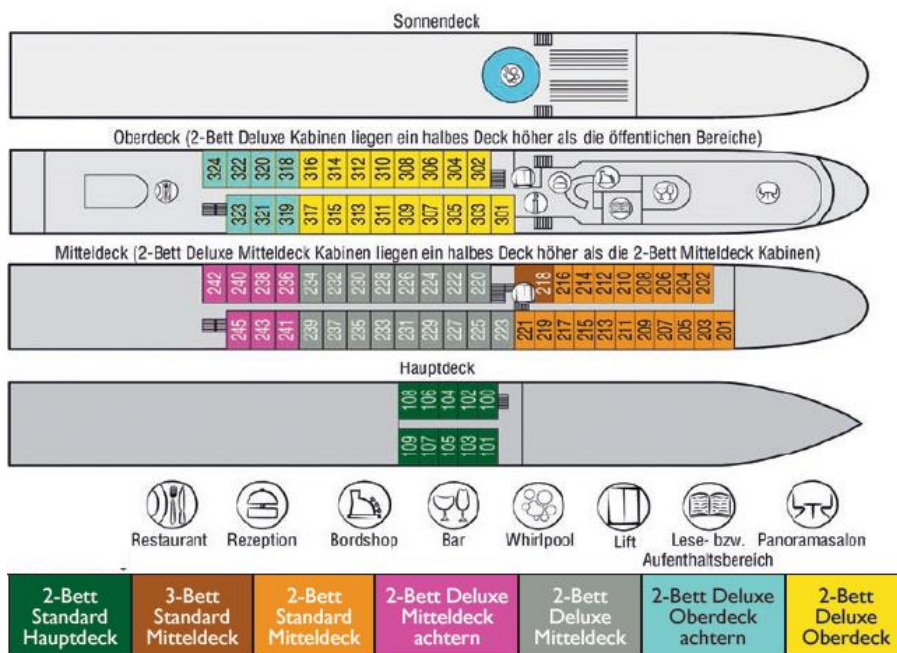 Sonnendeck
Oberdeck (2-Bett Deluxe Kabinen liegen ein halbes Deck höher als die öffentlichen Bereiche)
324 322 320 318 316 314 312 310 308 306 304 302
323 321 319 317 315 313 311 309 307 305 303 301
Mitteldeck (2-Bett Deluxe Mitteldeck Kabinen liegen ein halbes Deck höher als die 2-Bett Mitteldeck Kabinen)
242 240 238 236 234 232 230 228 226 224 222 220 218 216 214 212 210 208 206 204 202
245 243 241 239 237 235 233 231 229 227 225 223 221 219 217 215 213 211 209 207 205 203 201
Hauptdeck
108 106 104 102 100
109 107 105 103 101
Restaurant Rezeption Bordshop Bar Whirlpool Lift Lese- bzw. Panoramasalon
Aufenthaltsbereich
2-Bett 3-Bett 2-Bett 2-Bett Deluxe 2-Bett 2-Bett Deluxe 2-Bett
Standard Standard Standard Mitteldeck Deluxe Oberdeck Deluxe
Hauptdeck Mitteldeck Mitteldeck achtern Mitteldeck achtern Oberdeck